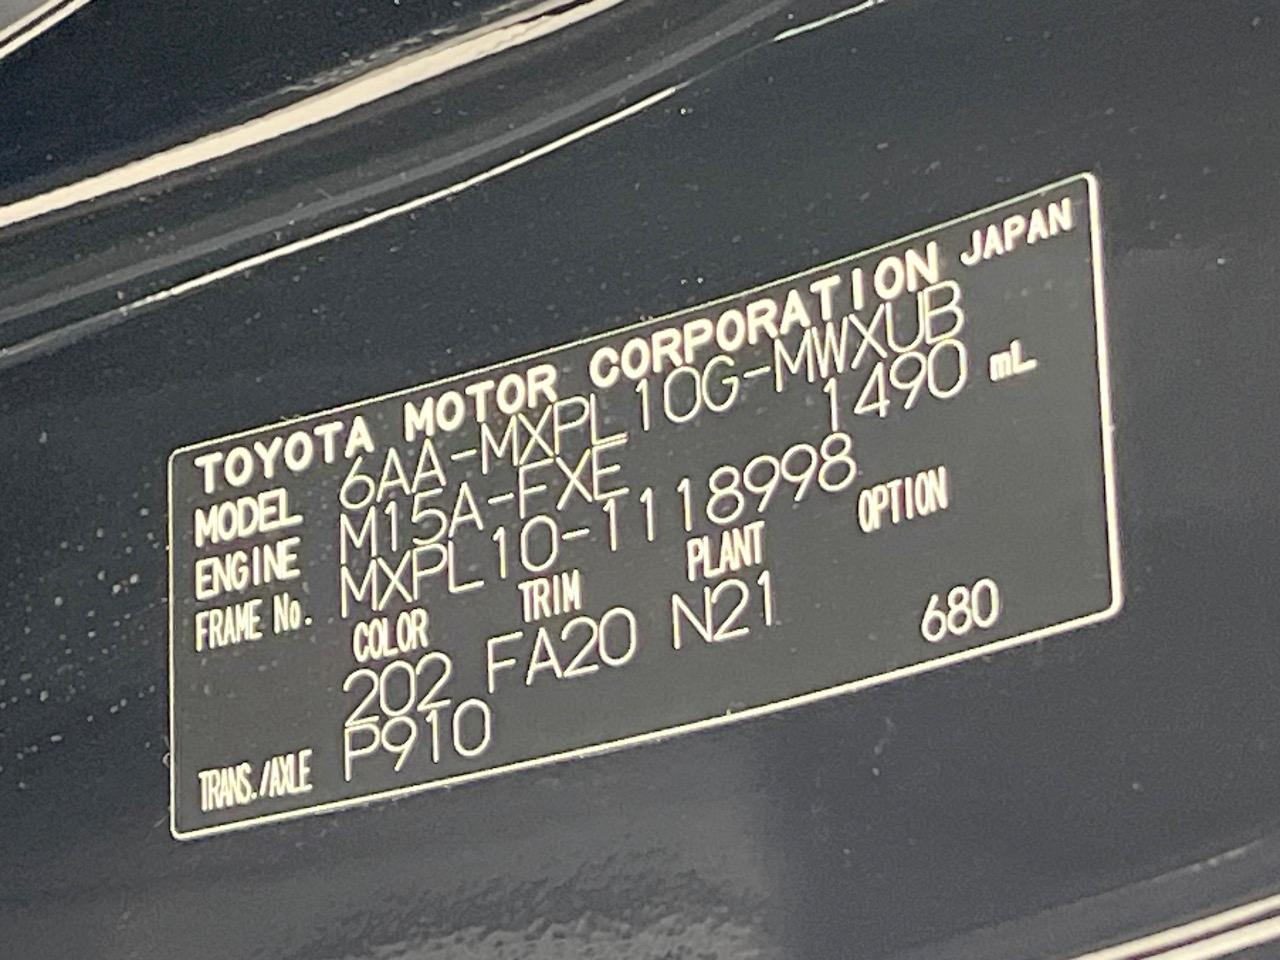 TOYOTA MOTOR CORPORATION JAPAN
MODEL 6AA-MXPL10G-MWXUB
ENGINE M15A-FXE 1490 mL
FRAME No. MXPL10-1118998
COLOR TRIM PLANT OPTION
202 FA20 N21 680
TRANS./AXLE P910